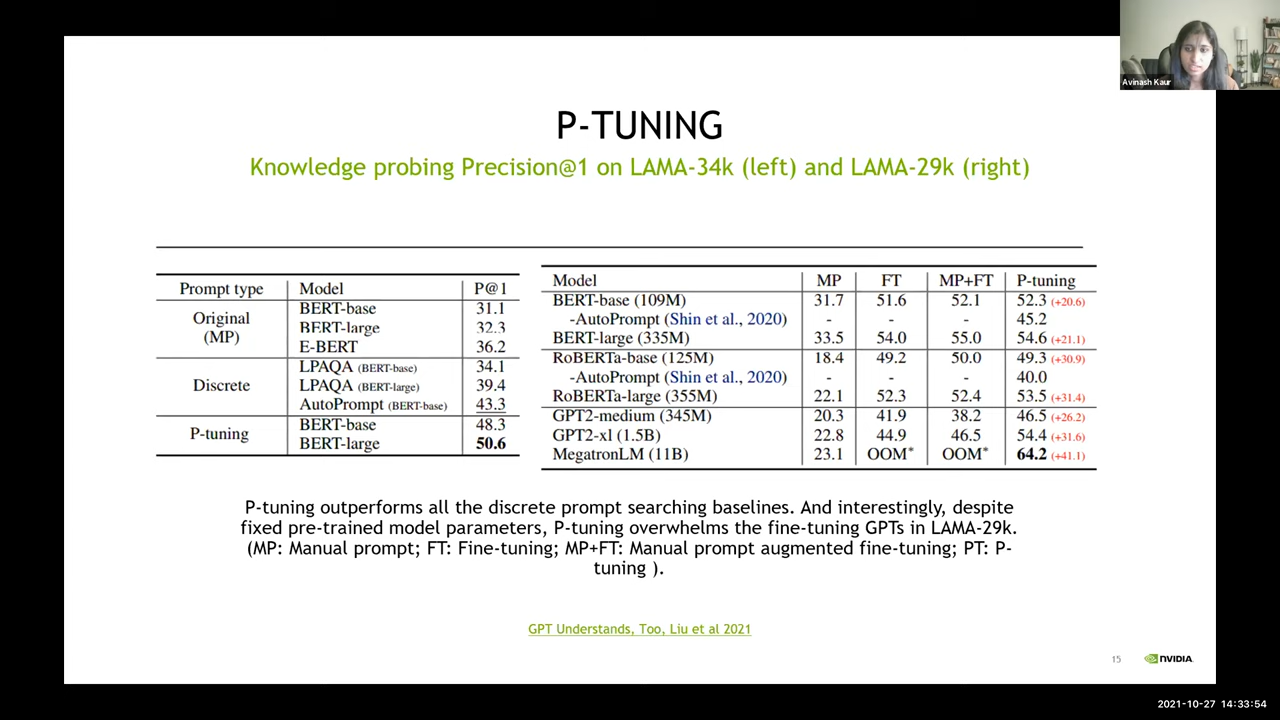 Avinash Kaur
P-TUNING
Knowledge probing Precision@1 on LAMA-34k (left) and LAMA-29k (right)
Prompt type Model P@1
Original (MP) BERT-base 31.1
BERT-large 32.3
E-BERT 36.2
Discrete LPAQA (BERT-base) 34.1
LPAQA (BERT-large) 39.4
AutoPrompt (BERT-base) 43.3
P-tuning BERT-base 48.3
BERT-large 50.6
Model MP FT MP+FT P-tuning
BERT-base (109M) 31.7 51.6 52.1 52.3 (+20.6)
-AutoPrompt (Shin et al., 2020) - - - 45.2
BERT-large (335M) 33.5 54.0 55.0 54.6 (+21.1)
RoBERTa-base (125M) 18.4 49.2 50.0 49.3 (+30.9)
-AutoPrompt (Shin et al., 2020) - - - 40.0
RoBERTa-large (355M) 22.1 52.3 52.4 53.5 (+31.4)
GPT2-medium (345M) 20.3 41.9 38.2 46.5 (+26.2)
GPT2-xl (1.5B) 22.8 44.9 46.5 54.4 (+31.6)
MegatronLM (11B) 23.1 OOM* OOM* 64.2 (+41.1)
P-tuning outperforms all the discrete prompt searching baselines. And interestingly, despite
fixed pre-trained model parameters, P-tuning overwhelms the fine-tuning GPTs in LAMA-29k.
(MP: Manual prompt; FT: Fine-tuning; MP+FT: Manual prompt augmented fine-tuning; PT: P-
tuning ).
GPT Understands, Too, Liu et al 2021
15 NVIDIA
2021-10-27 14:33:54